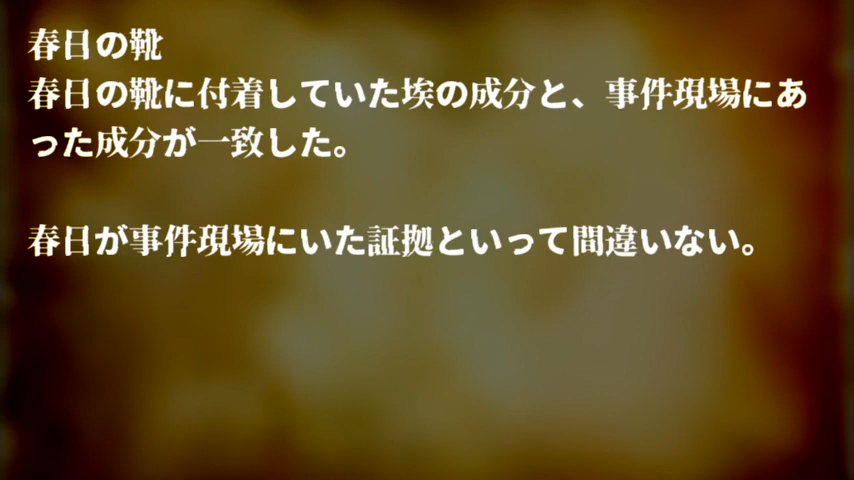 春日の靴
春日の靴に付着していた埃の成分と、事件現場にあ
った成分が一致した。
春日が事件現場にいた証拠といって間違いない。